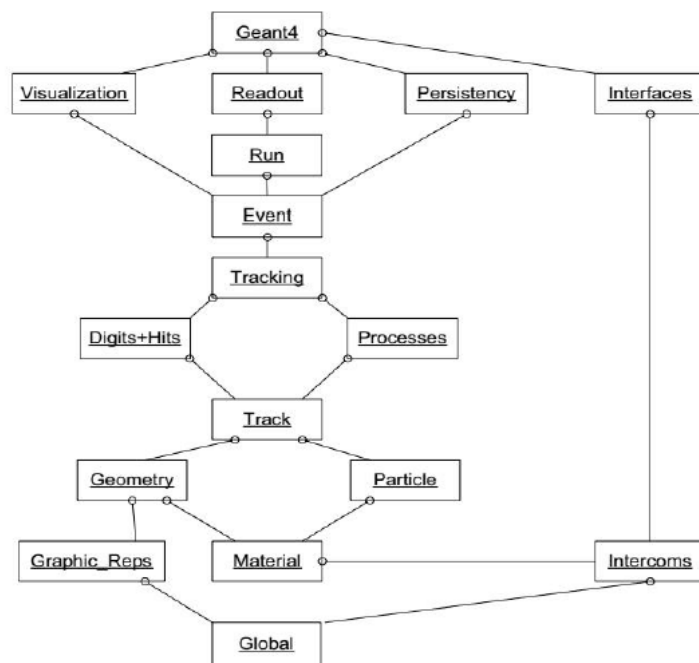 Geant4
Visualization
Readout
Persistency
Interfaces
Run
Event
Tracking
Digits+Hits
Processes
Track
Geometry
Particle
Graphic_Reps
Material
Intercoms
Global